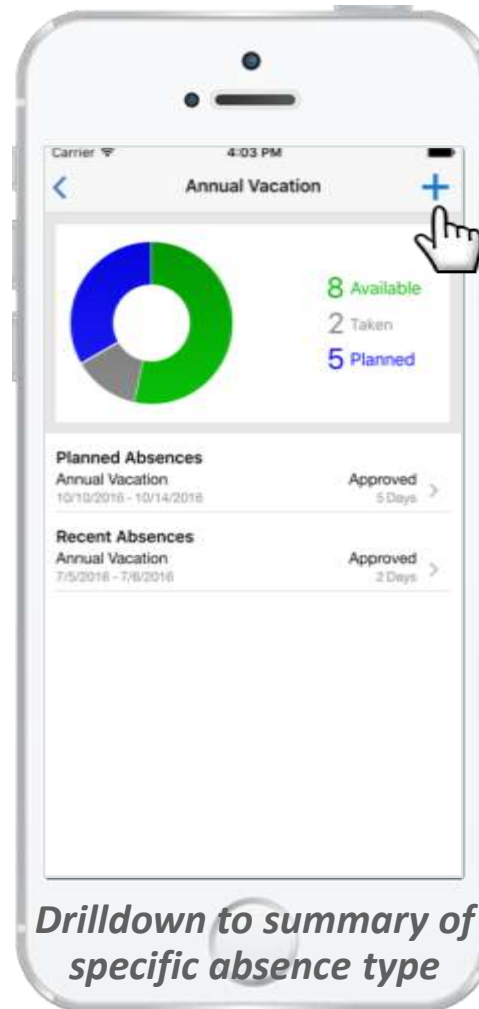 Carrier 4:03 PM
Annual Vacation
8 Available
2 Taken
5 Planned
Planned Absences
Annual Vacation Approved
10/10/2016 - 10/14/2016 5 Days
Recent Absences
Annual Vacation Approved
7/5/2016 - 7/6/2016 2 Days
Drilldown to summary of
specific absence type